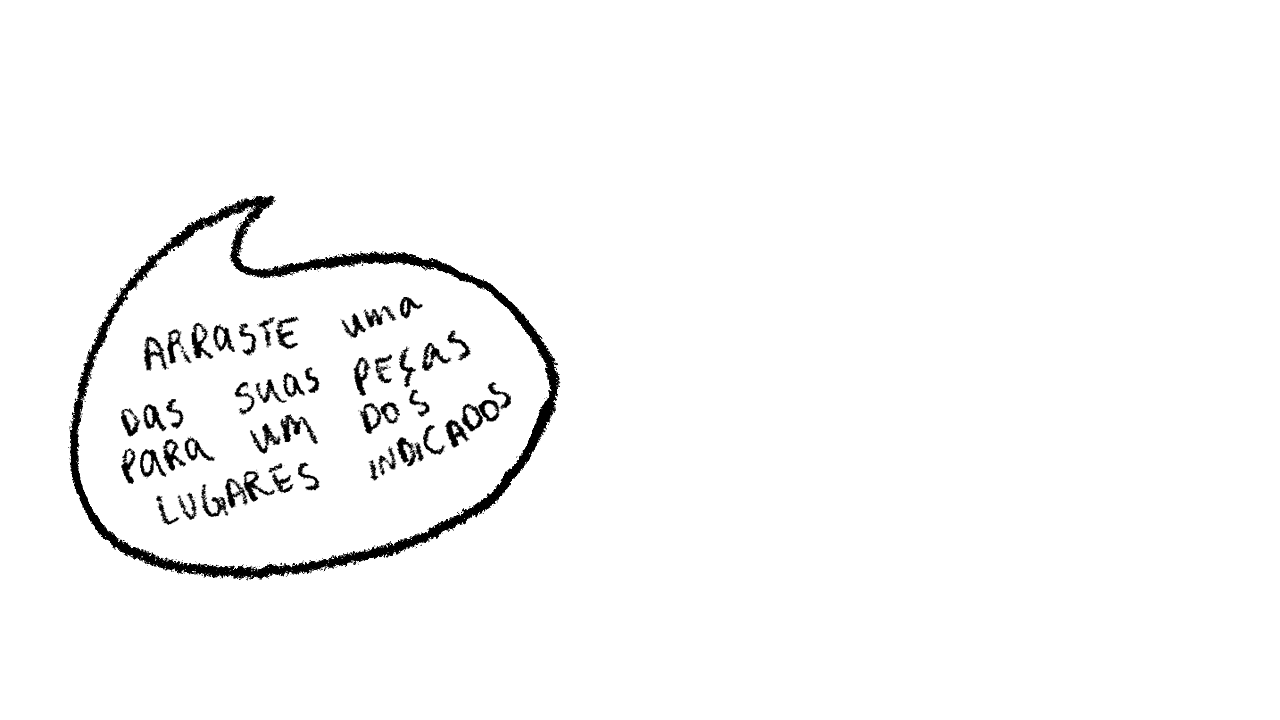 ARRASTE uma
DAS SUAS PEÇAS
PARA UM DOS
LUGARES INDICADOS